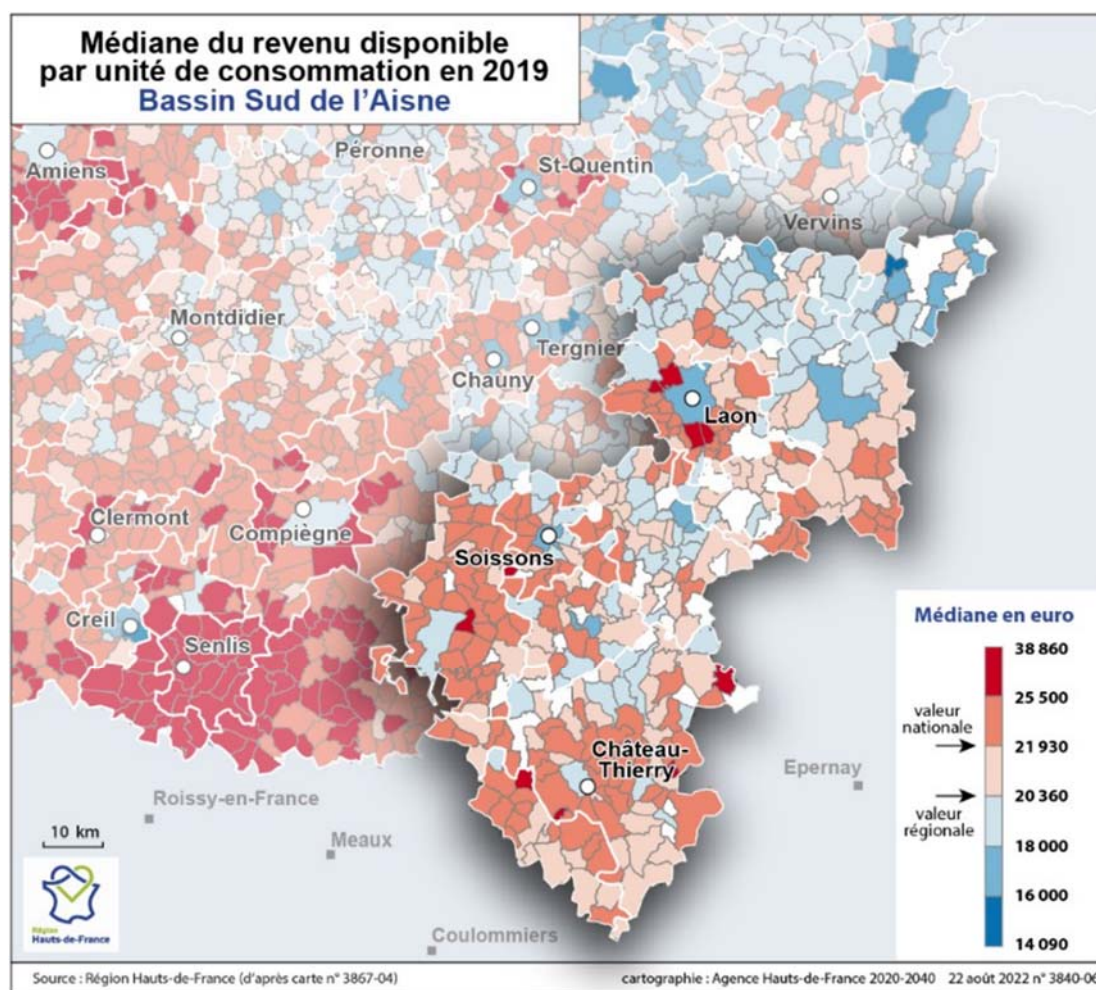 Médiane du revenu disponible
par unité de consommation en 2019
Bassin Sud de l'Aisne
Amiens
Péronne
St-Quentin
Vervins
Montdidier
Tergnier
Chauny
Laon
Clermont
Compiègne
Soissons
Creil
Senlis
Château-
Thierry
Epernay
Roissy-en-France
Meaux
Coulommiers
10 km
Région
Hauts-de-France
Médiane en euro
38 860
25 500
valeur
nationale
21 930
20 360
valeur
régionale
18 000
16 000
14 090
Source : Région Hauts-de-France (d'après carte n° 3867-04)
cartographie : Agence Hauts-de-France 2020-2040 22 août 2022 n° 3840-06